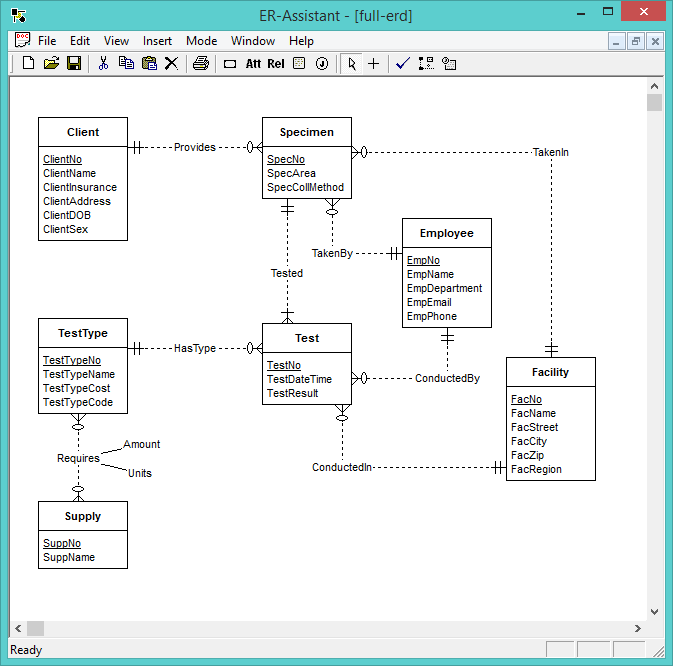 ER-Assistant - [full-erd]
File Edit View Insert Mode Window Help
Att Rel
Client
ClientNo
ClientName
ClientInsurance
ClientAddress
ClientDOB
ClientSex
Provides
Specimen
SpecNo
SpecArea
SpecCollMethod
TakenIn
TakenBy
Employee
EmpNo
EmpName
EmpDepartment
EmpEmail
EmpPhone
Tested
TestType
TestTypeNo
TestTypeName
TestTypeCost
TestTypeCode
HasType
Test
TestNo
TestDateTime
TestResult
ConductedBy
Facility
FacNo
FacName
FacStreet
FacCity
FacZip
FacRegion
ConductedIn
Requires
Amount
Units
Supply
SuppNo
SuppName
Ready